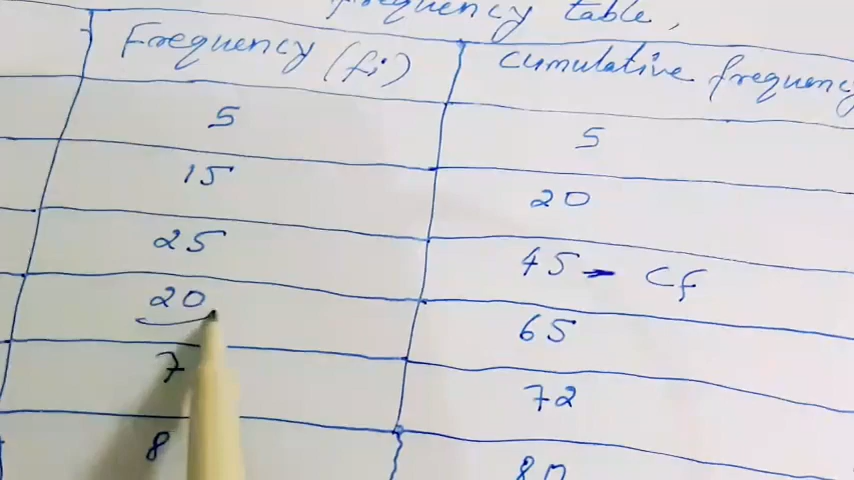 frequency table,
Frequency (fi) cumulative frequency
5 5
15 20
25 45 - cf
20 65
7 72
8 80